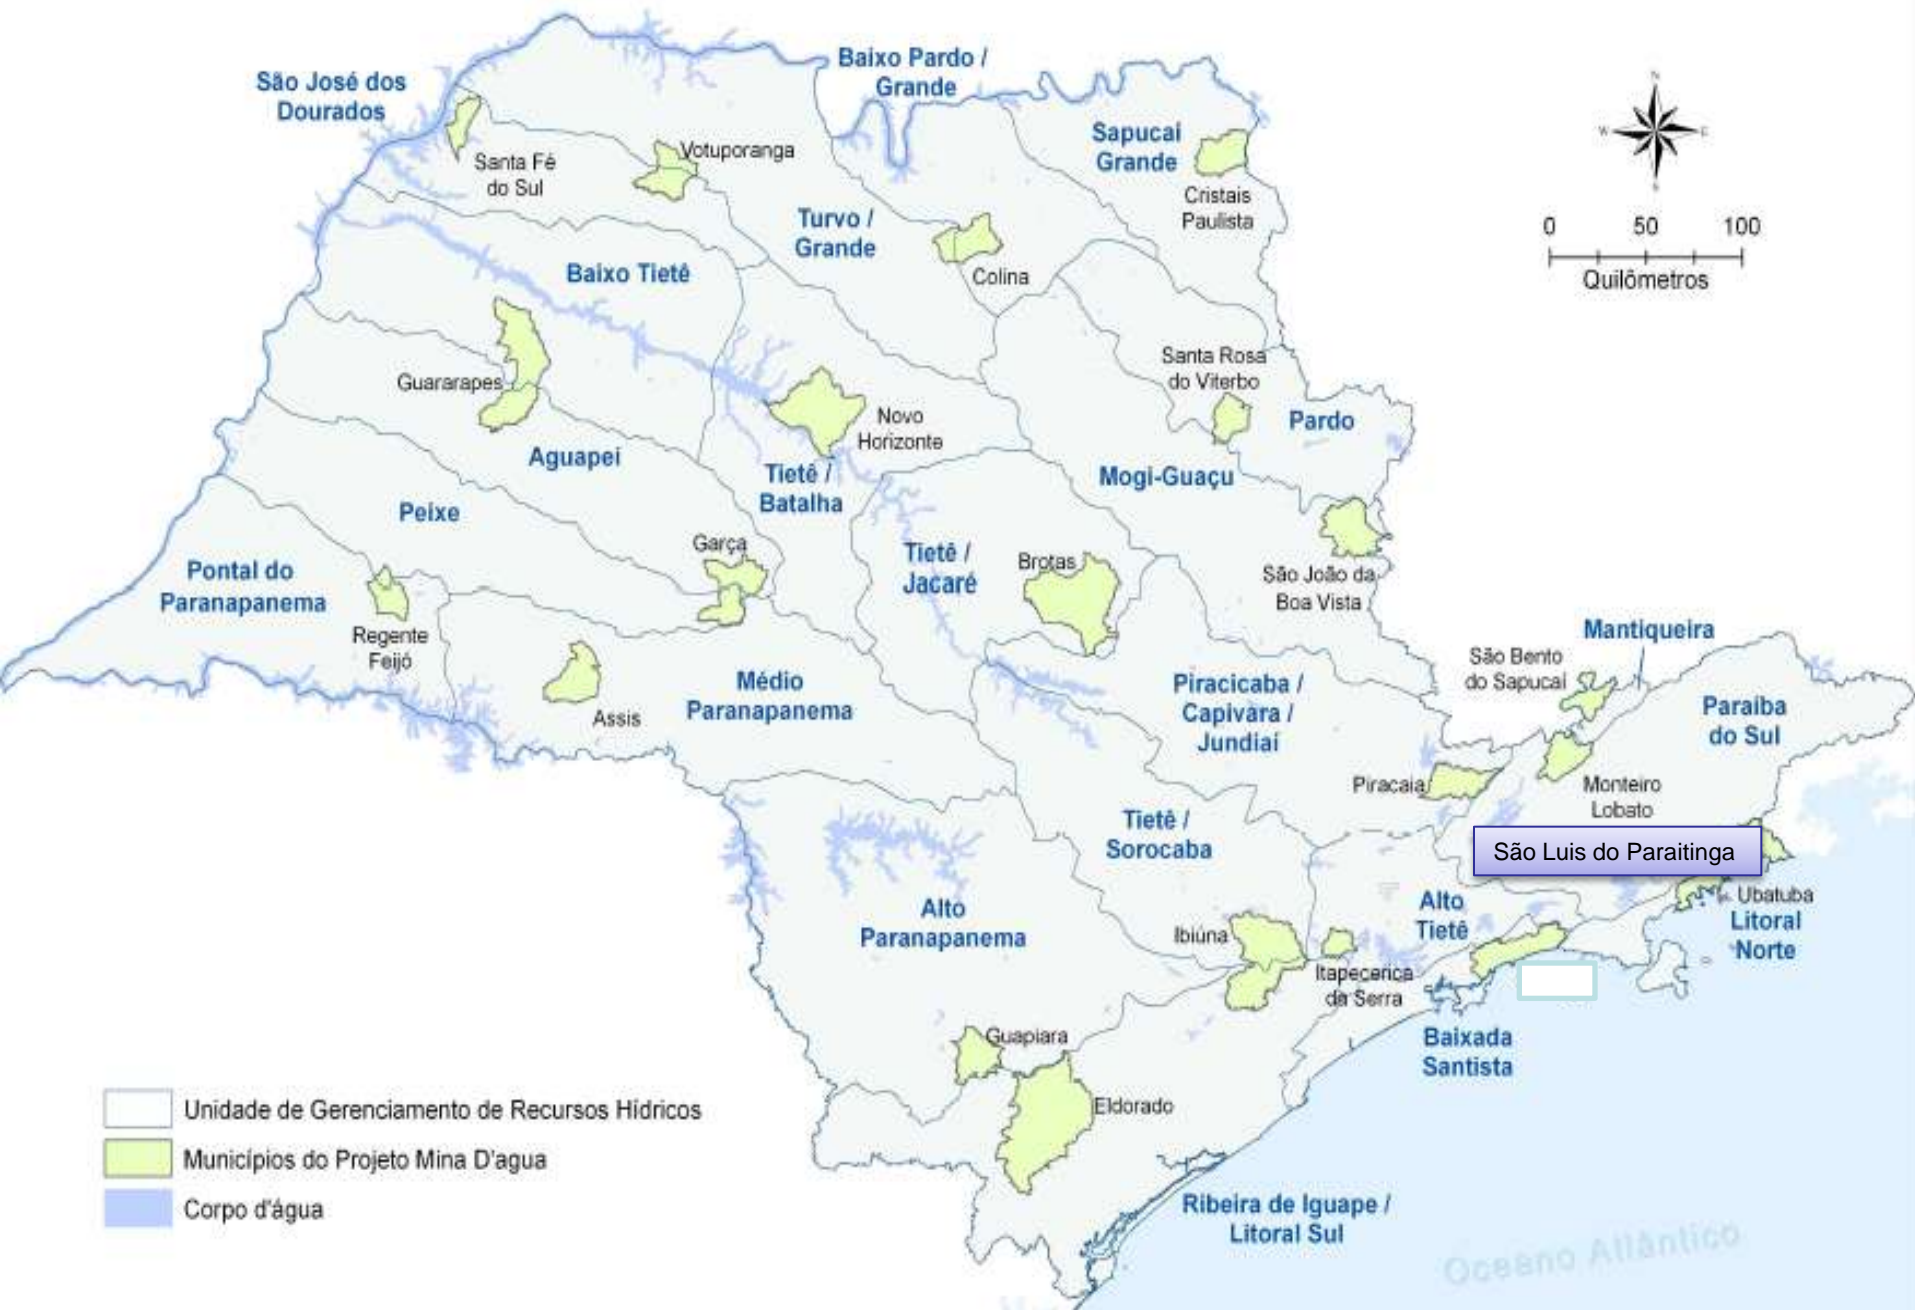 São José dos
Dourados
Baixo Pardo /
Grande
Sapucaí
Grande
N
W
E
S
Santa Fé
do Sul
Votuporanga
Cristais
Paulista
Turvo /
Grande
0 50 100
Quilômetros
Baixo Tietê
Colina
Guararapes
Santa Rosa
do Viterbo
Novo
Horizonte
Pardo
Aguapeí
Tietê /
Batalha
Mogi-Guaçu
Peixe
Garça
Tietê /
Jacaré
Brotas
São João da
Boa Vista
Pontal do
Paranapanema
Regente
Feijó
Mantiqueira
São Bento
do Sapucaí
Assis
Médio
Paranapanema
Piracicaba /
Capivara /
Jundiaí
Paraíba
do Sul
Piracaia
Monteiro
Lobato
Tietê /
Sorocaba
São Luis do Paraitinga
Ubatuba
Litoral
Norte
Alto
Tietê
Alto
Paranapanema
Ibiúna
Itapecerica
da Serra
Guapiara
Baixada
Santista
Eldorado
Unidade de Gerenciamento de Recursos Hídricos
Municípios do Projeto Mina D'agua
Corpo d'água
Ribeira de Iguape /
Litoral Sul
Oceano Atlântico